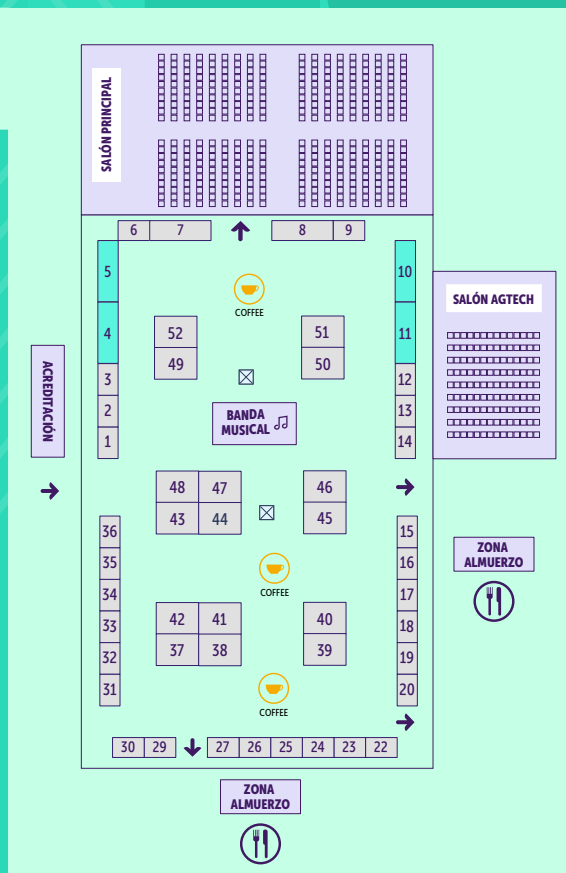 SALÓN PRINCIPAL
6 7 8 9
5 10
COFFEE
SALÓN AGTECH
4 52 51 11
49 50
3 12
ACREDITACIÓN
2 13
BANDA
MUSICAL
1 14
48 47 46
43 44 45
36 15
35 16
ZONA
ALMUERZO
COFFEE
34 17
33 42 41 40 18
32 37 38 39 19
31 20
COFFEE
30 29 27 26 25 24 23 22
ZONA
ALMUERZO